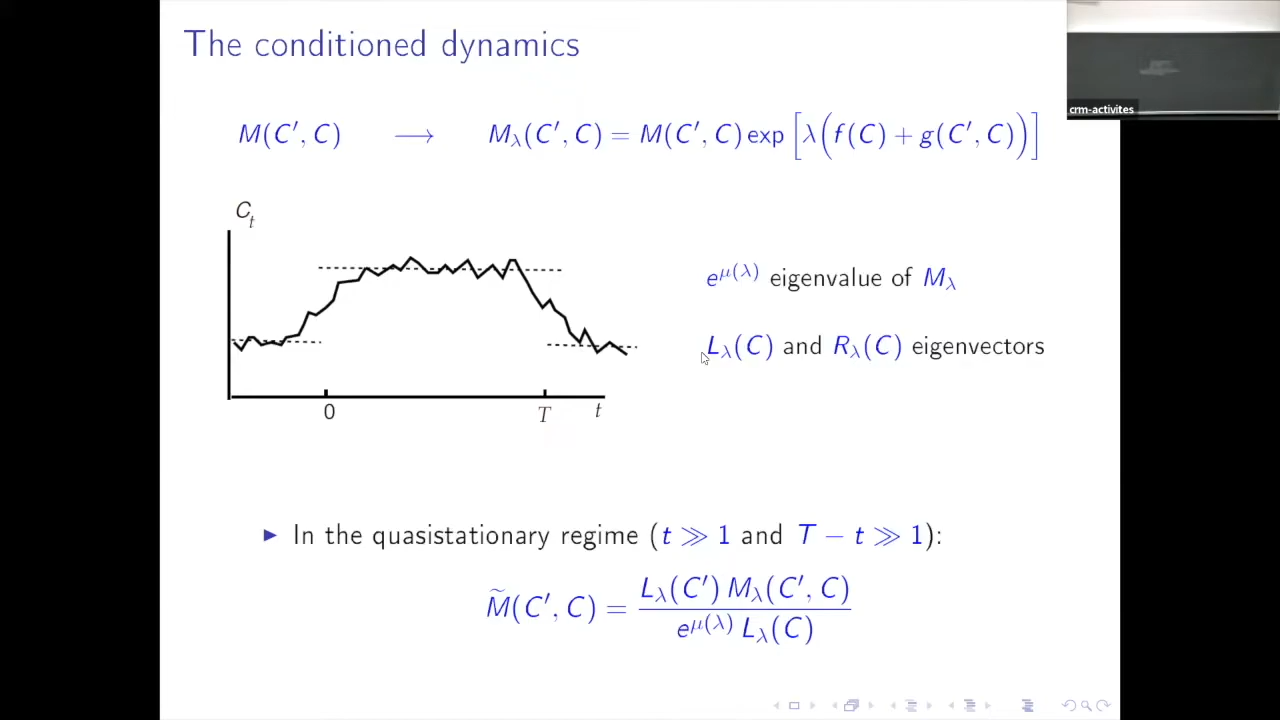 The conditioned dynamics
crm-activites
M(C′, C) ⟶ M_λ(C′, C) = M(C′, C) exp[λ(f(C) + g(C′, C))]
C_t
e^{μ(λ)} eigenvalue of M_λ
L_λ(C) and R_λ(C) eigenvectors
0 T t
▶ In the quasistationary regime (t ≫ 1 and T − t ≫ 1):
M̃(C′, C) = L_λ(C′) M_λ(C′, C) / e^{μ(λ)} L_λ(C)